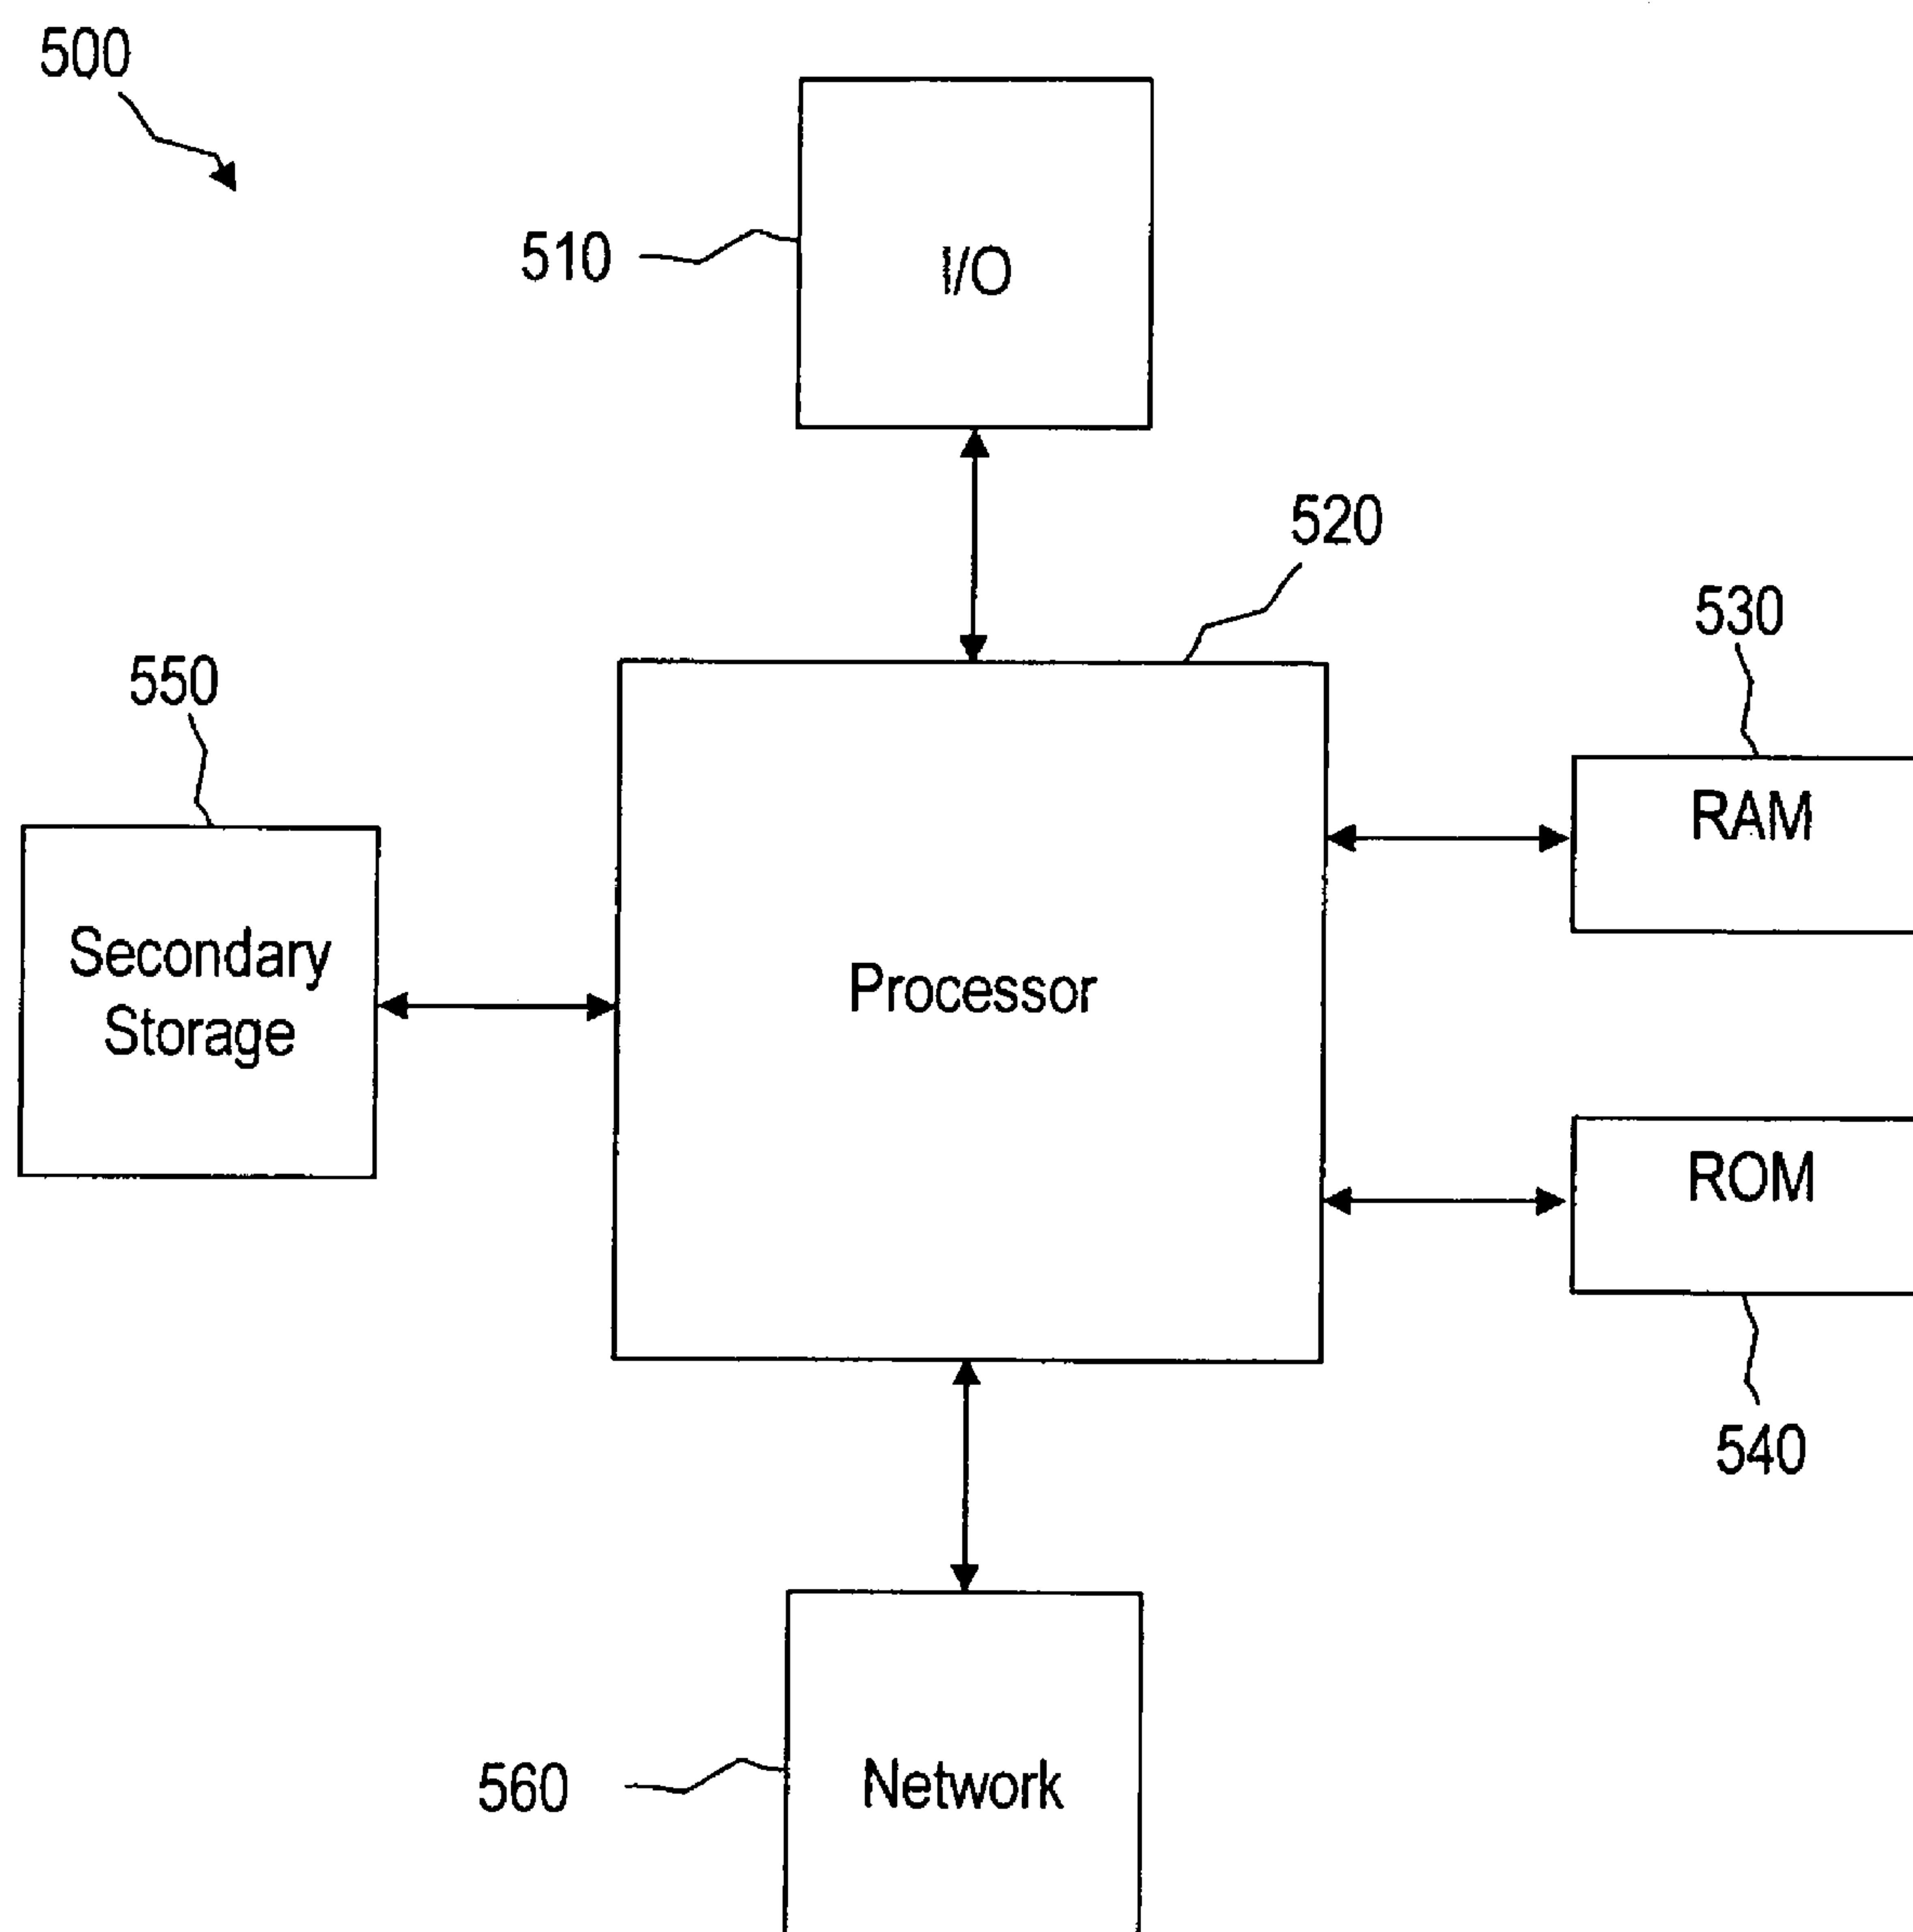 500
510
I/O
520
530
550
RAM
Secondary
Storage
Processor
ROM
540
560
Network